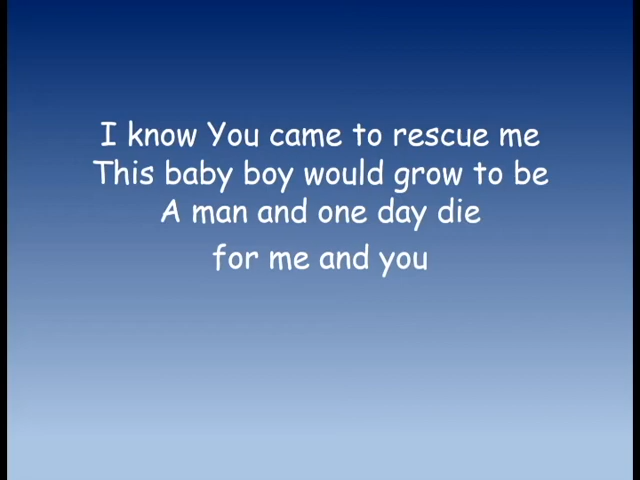 I know You came to rescue me
This baby boy would grow to be
A man and one day die
for me and you